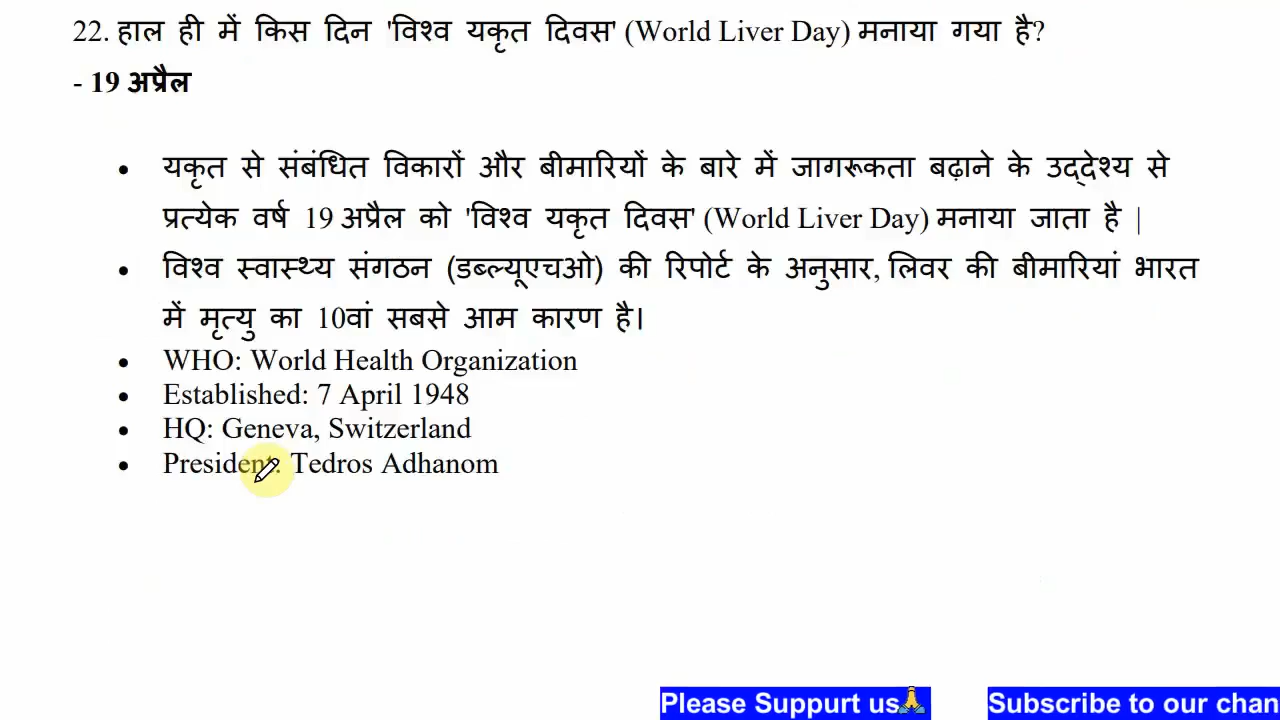 22. हाल ही में किस दिन 'विश्व यकृत दिवस' (World Liver Day) मनाया गया है?
- 19 अप्रैल
• यकृत से संबंधित विकारों और बीमारियों के बारे में जागरूकता बढ़ाने के उद्देश्य से
प्रत्येक वर्ष 19 अप्रैल को 'विश्व यकृत दिवस' (World Liver Day) मनाया जाता है |
• विश्व स्वास्थ्य संगठन (डब्ल्यूएचओ) की रिपोर्ट के अनुसार, लिवर की बीमारियां भारत
में मृत्यु का 10वां सबसे आम कारण है।
• WHO: World Health Organization
• Established: 7 April 1948
• HQ: Geneva, Switzerland
• President: Tedros Adhanom
Please Suppurt us🙏 Subscribe to our chan